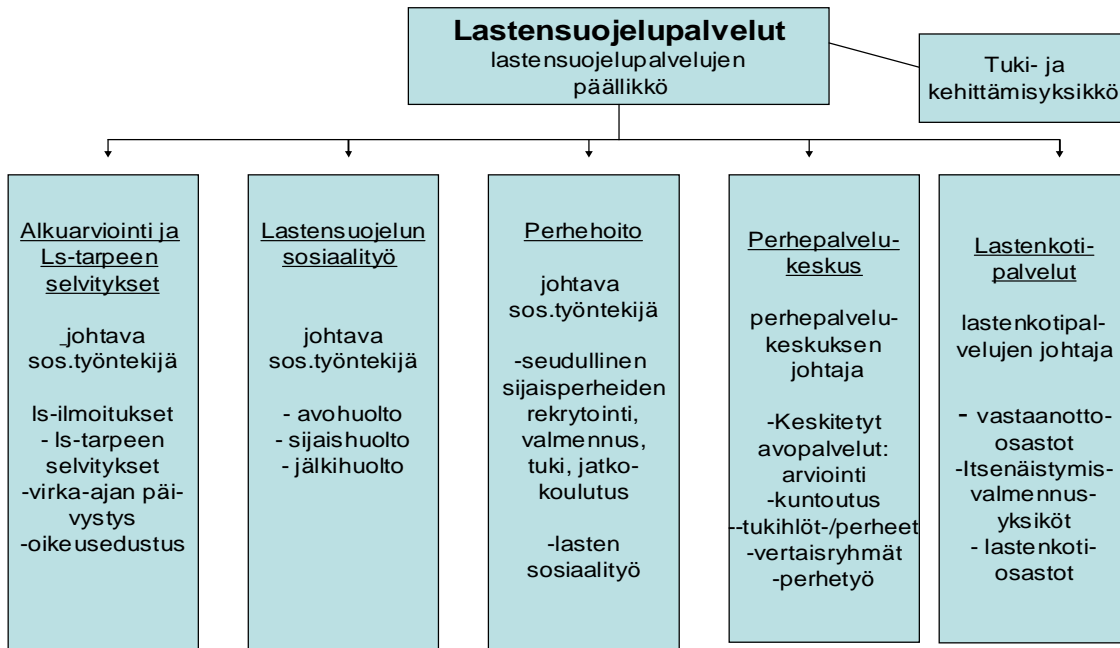 Lastensuojelupalvelut
lastensuojelupalvelujen
päällikkö
Tuki- ja
kehittämisyksikkö
Alkuarviointi ja
Ls-tarpeen
selvitykset
_johtava
sos.työntekijä
ls-ilmoitukset
- ls-tarpeen
selvitykset
-virka-ajan päi-
vystys
-oikeusedustus
Lastensuojelun
sosiaalityö
johtava
sos.työntekijä
- avohuolto
- sijaishuolto
- jälkihuolto
Perhehoito
johtava
sos.työntekijä
-seudullinen
sijaisperheiden
rekrytointi,
valmennus,
tuki, jatko-
koulutus
-lasten
sosiaalityö
Perhepalvelu-
keskus
perhepalvelu-
keskuksen
johtaja
-Keskitetyt
avopalvelut:
arviointi
-kuntoutus
--tukihlöt-/perheet
-vertaisryhmät
-perhetyö
Lastenkoti-
palvelut
lastenkotipal-
velujen johtaja
- vastaanotto-
osastot
-Itsenäistymis-
valmennus-
yksiköt
- lastenkoti-
osastot